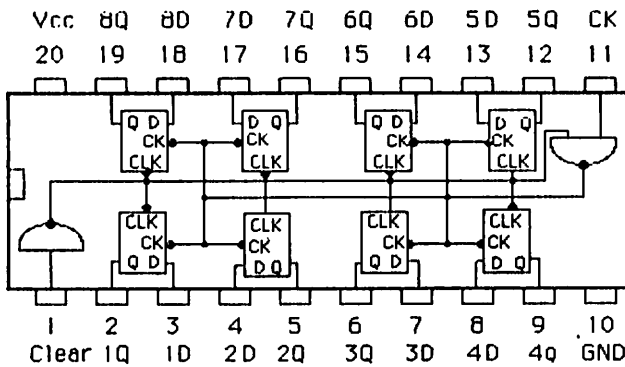 Vcc 8Q 8D 7D 7Q 6Q 6D 5D 5Q CK
20 19 18 17 16 15 14 13 12 11
Q D D Q Q D D Q
CK CK CK CK
CLK CLK CLK CLK
CLK CLK CLK CLK
CK CK CK CK
Q D D Q Q D D Q
1 2 3 4 5 6 7 8 9 10
Clear 1Q 1D 2D 2Q 3Q 3D 4D 4q GND